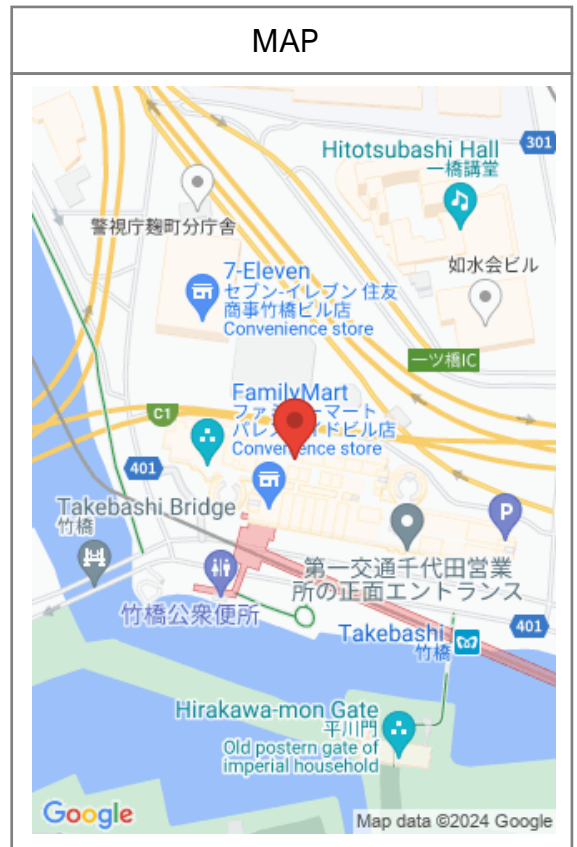 MAP
301
Hitotsubashi Hall
一橋講堂
警視庁麹町分庁舎
如水会ビル
7-Eleven
セブン-イレブン 住友
商事竹橋ビル店
Convenience store
一ツ橋IC
FamilyMart
C1
Convenience store
401
P
Takebashi Bridge
竹橋
第一交通千代田営業
所の正面エントランス
竹橋公衆便所
Takebashi
竹橋
401
Hirakawa-mon Gate
平川門
Old postern gate of
imperial household
Google
Map data ©2024 Google